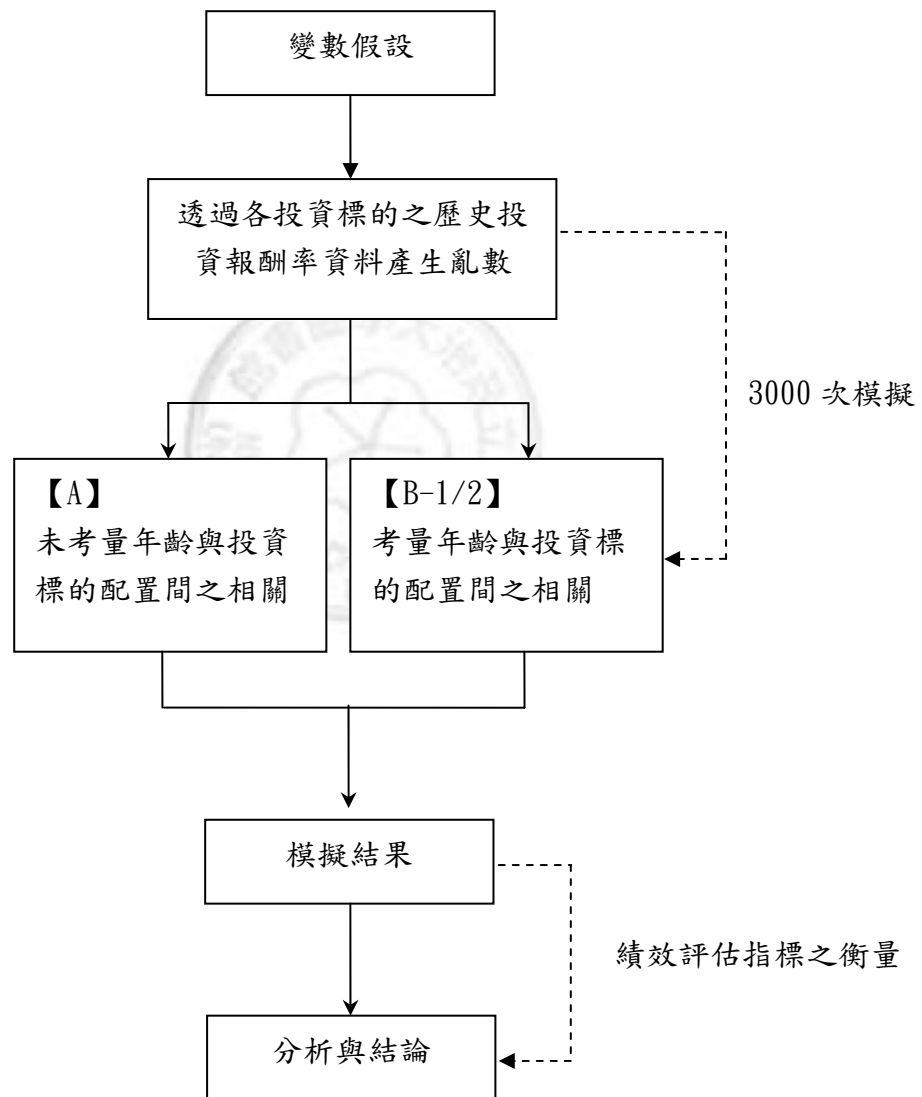 變數假設
透過各投資標的之歷史投
資報酬率資料產生亂數
3000 次模擬
【A】
未考量年齡與投資
標的配置間之相關
【B-1/2】
考量年齡與投資標
的配置間之相關
模擬結果
績效評估指標之衡量
分析與結論